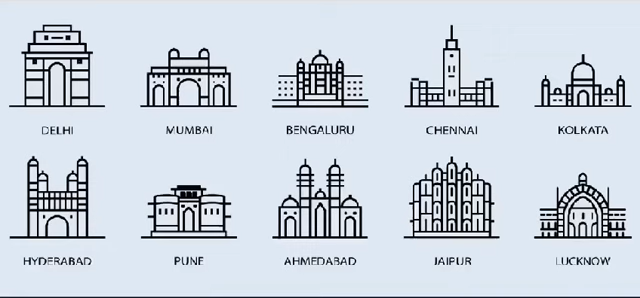 DELHI
MUMBAI
BENGALURU
CHENNAI
KOLKATA
HYDERABAD
PUNE
AHMEDABAD
JAIPUR
LUCKNOW